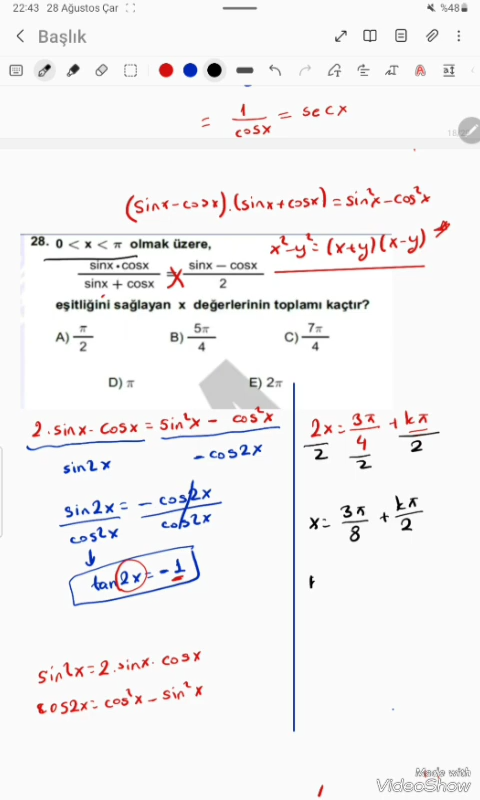 22:43 28 Ağustos Çar
%48
Başlık
= 1/cosx = secx
(sinx-cosx).(sinx+cosx)=sin²x-cos²x
x²-y²=(x+y)(x-y)
28. 0 < x < π olmak üzere,
sinx•cosx / sinx + cosx = sinx - cosx / 2
eşitliğini sağlayan x değerlerinin toplamı kaçtır?
A) π/2 B) 5π/4 C) 7π/4
D) π E) 2π
2.sinx.cosx = sin²x - cos²x
sin2x -cos2x
sin2x/cos2x = -cos2x/cos2x
tan2x = -1
sin2x = 2.sinx.cosx
cos2x = cos²x - sin²x
2x/2 = 3π/4/2 + kπ/2
x = 3π/8 + kπ/2
Made with
VideoShow